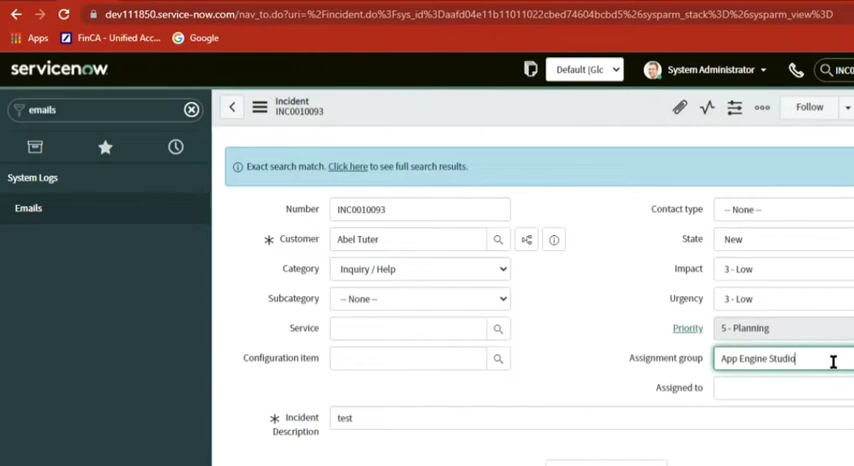 dev111850.service-now.com/nav_to.do?uri=%2Fincident.do%3Fsys_id%3Daafd04e11b11011022cbed74604bcbd5%26sysparm_stack%3D%26sysparm_view%3D
Apps FinCA - Unified Acc... Google
servicenow Default |Glc System Administrator INC0
emails
Incident
INC0010093
Follow
Exact search match. Click here to see full search results.
System Logs
Emails
Number INC0010093 Contact type -- None --
Customer Abel Tuter State New
Category Inquiry / Help Impact 3 - Low
Subcategory -- None -- Urgency 3 - Low
Service Priority 5 - Planning
Configuration item Assignment group App Engine Studio
Assigned to
Incident Description test